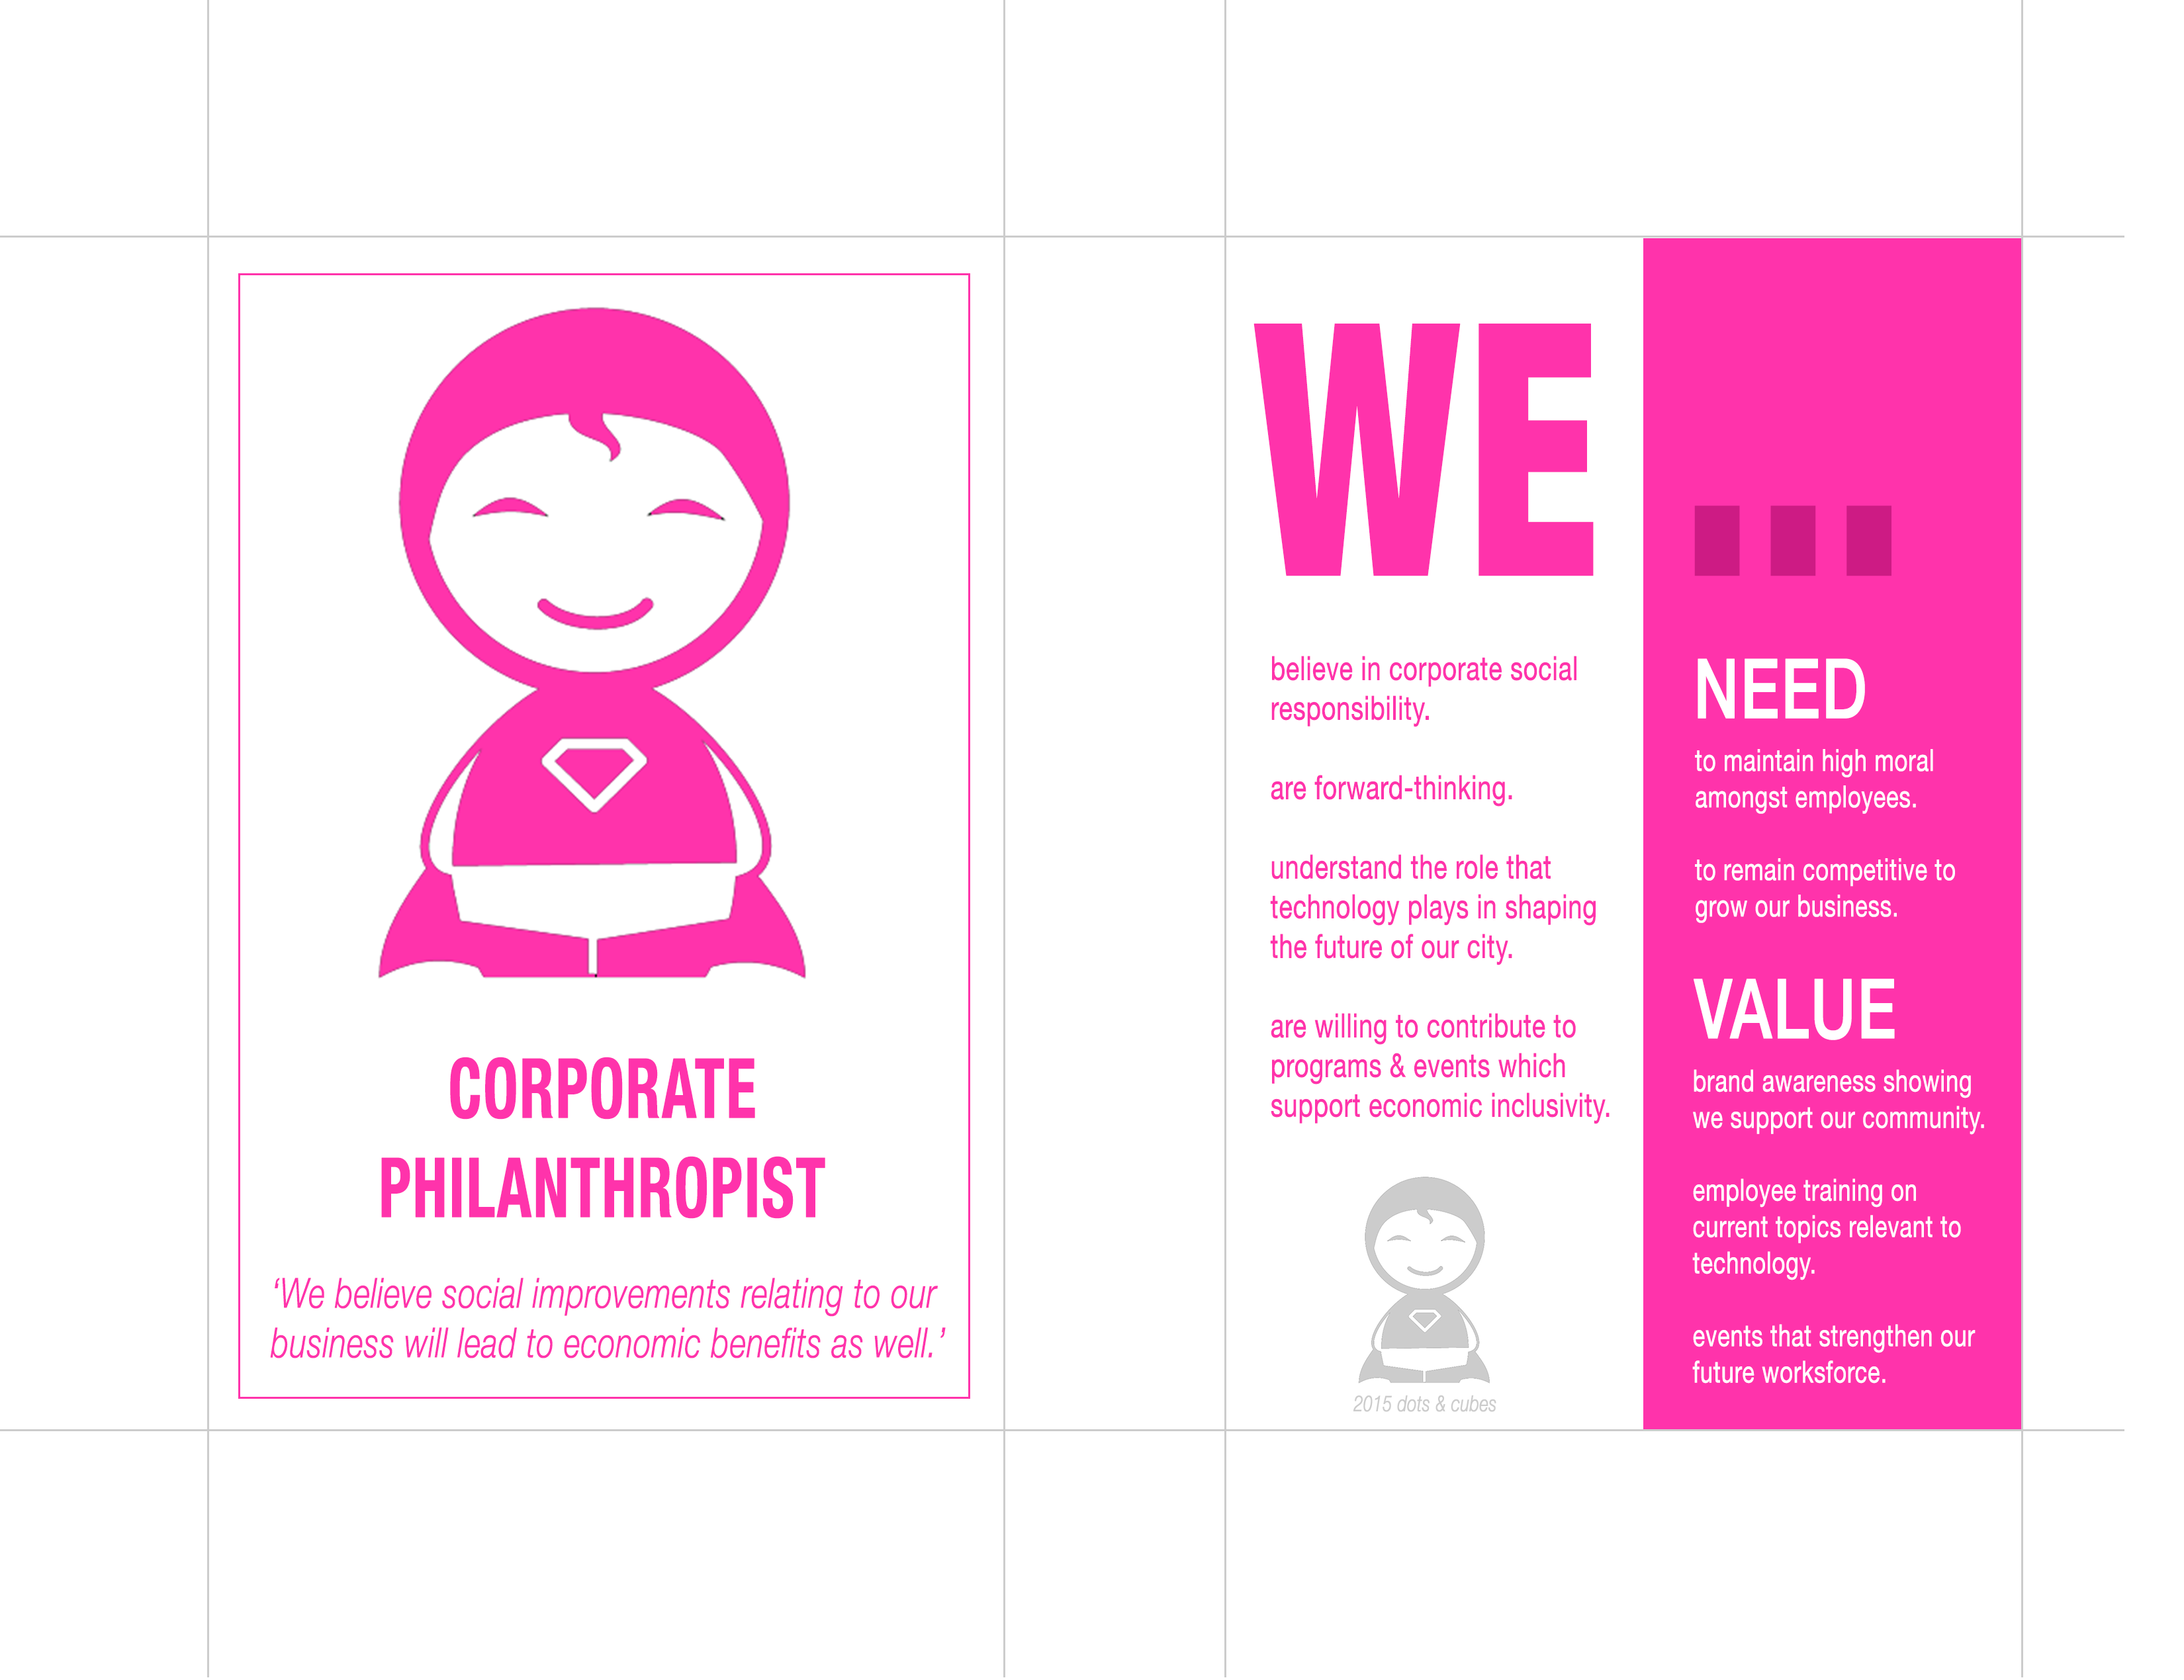 CORPORATE
PHILANTHROPIST
‘We believe social improvements relating to our
business will lead to economic benefits as well.’
WE...
believe in corporate social
responsibility.
are forward-thinking.
understand the role that
technology plays in shaping
the future of our city.
are willing to contribute to
programs & events which
support economic inclusivity.
2015 dots & cubes
NEED
to maintain high moral
amongst employees.
to remain competitive to
grow our business.
VALUE
brand awareness showing
we support our community.
employee training on
current topics relevant to
technology.
events that strengthen our
future worksforce.